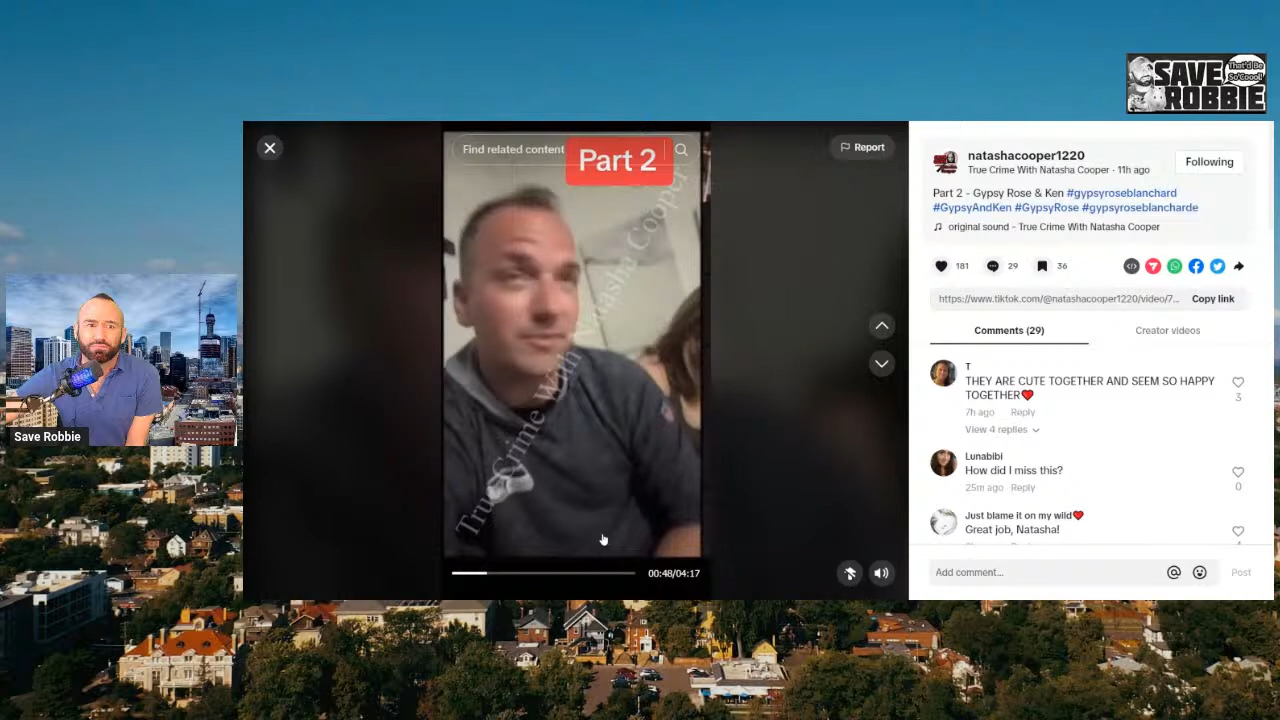 That'd Be
So Coool!
SAVE
ROBBIE
Find related content
Part 2
Report
natashacooper1220
True Crime With Natasha Cooper · 11h ago
Following
Part 2 - Gypsy Rose & Ken #gypsyroseblanchard
#GypsyAndKen #GypsyRose #gypsyroseblancharde
original sound - True Crime With Natasha Cooper
181
29
36
https://www.tiktok.com/@natashacooper1220/video/7...
Copy link
Comments (29)
Creator videos
T
THEY ARE CUTE TOGETHER AND SEEM SO HAPPY
TOGETHER❤
3
7h ago
Reply
View 4 replies
Lunabibi
How did I miss this?
0
25m ago
Reply
Just blame it on my wild❤
Great job, Natasha!
Add comment...
Post
True Crime With Natasha Cooper
00:48/04:17
Save Robbie